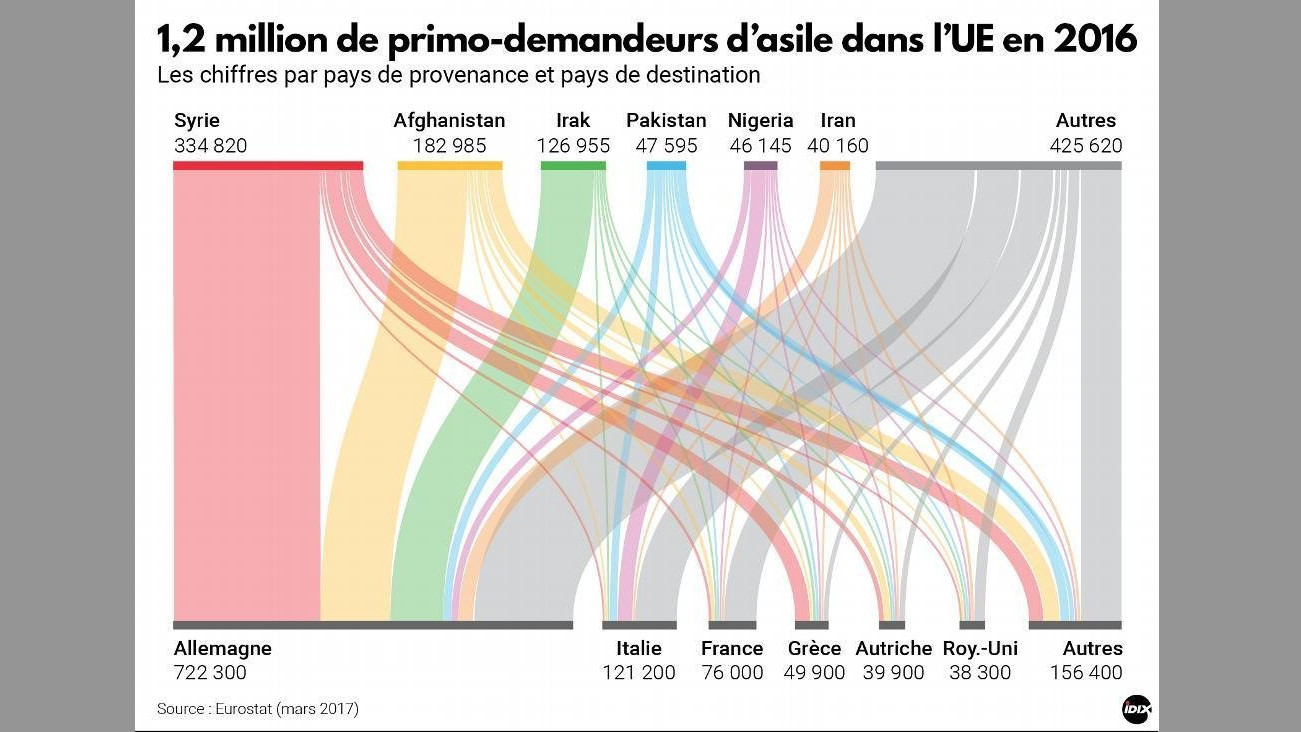 1,2 million de primo-demandeurs d'asile dans l'UE en 2016
Les chiffres par pays de provenance et pays de destination
Syrie
334 820
Afghanistan
182 985
Irak
126 955
Pakistan
47 595
Nigeria
46 145
Iran
40 160
Autres
425 620
Allemagne
722 300
Italie
121 200
France
76 000
Grèce
49 900
Autriche
39 900
Roy.-Uni
38 300
Autres
156 400
Source : Eurostat (mars 2017)
iDIX